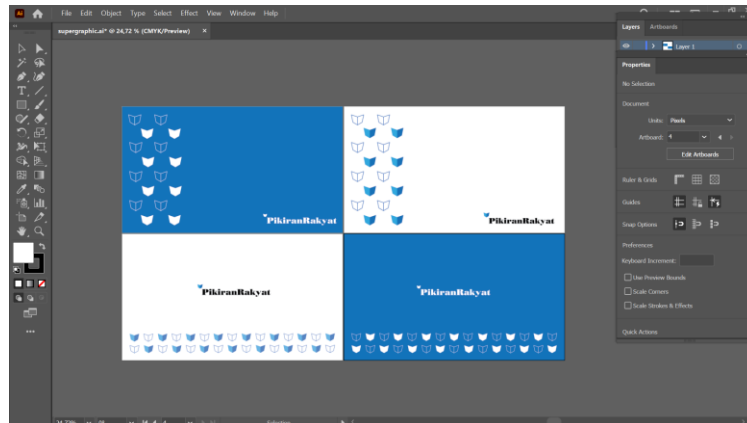 File Edit Object Type Select Effect View Window Help
supergraphic.ai* @ 24,72 % (CMYK/Preview) ×
Layers Artboards
Layer 1
Properties
No Selection
Document
Units: Pixels
Artboard: 4
Edit Artboards
Ruler & Grids
Guides
Snap Options
Preferences
Keyboard Increment:
Use Preview Bounds
Scale Corners
Scale Strokes & Effects
Quick Actions
PikiranRakyat
PikiranRakyat
PikiranRakyat
PikiranRakyat